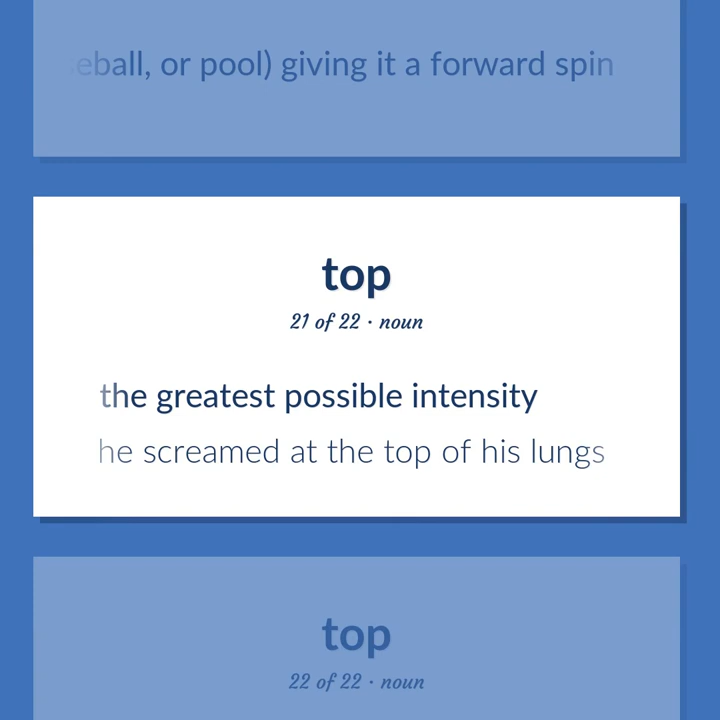 eball, or pool) giving it a forward spin
top
21 of 22 · noun
the greatest possible intensity
he screamed at the top of his lungs
top
22 of 22 · noun